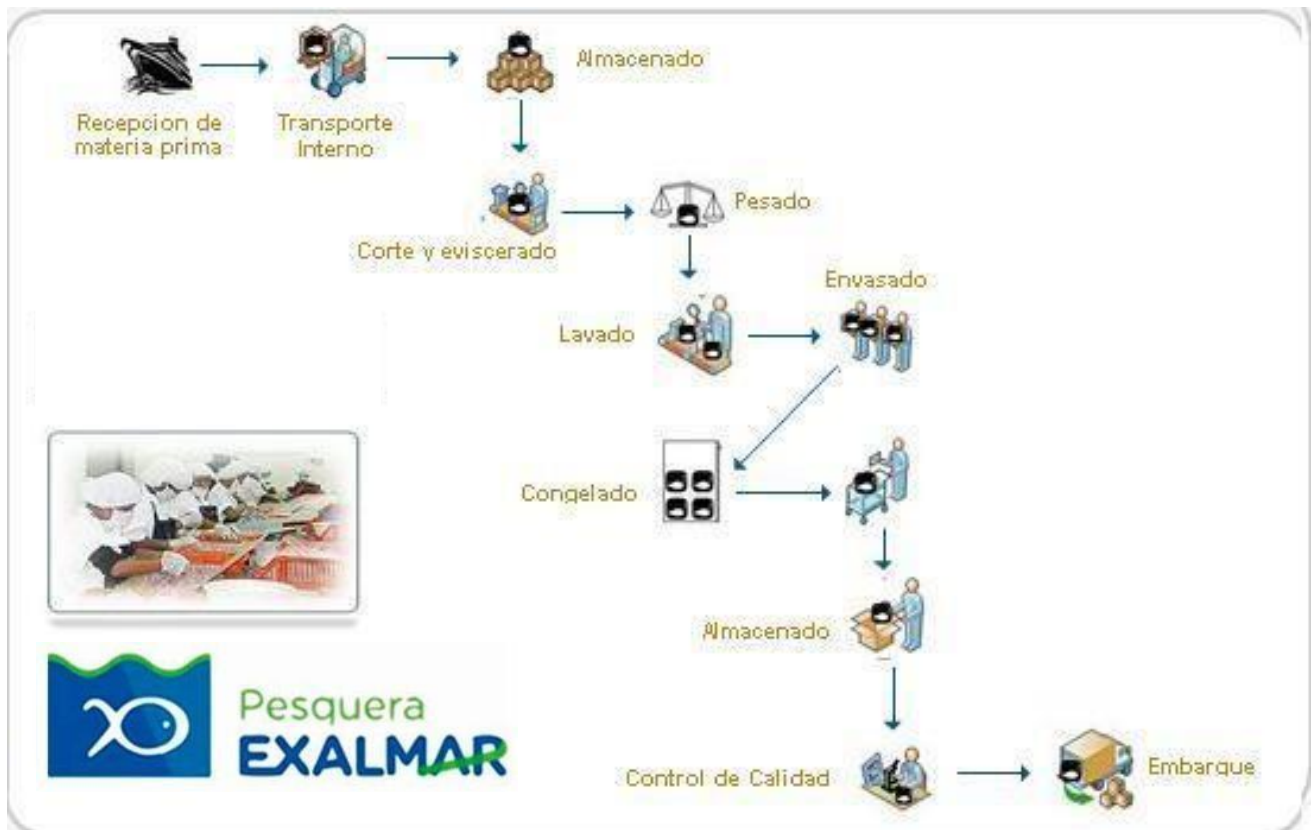 Recepcion de
materia prima
Transporte
Interno
Almacenado
Corte y eviscerado
Pesado
Lavado
Envasado
Congelado
Almacenado
Control de Calidad
Embarque
Pesquera
EXALMAR